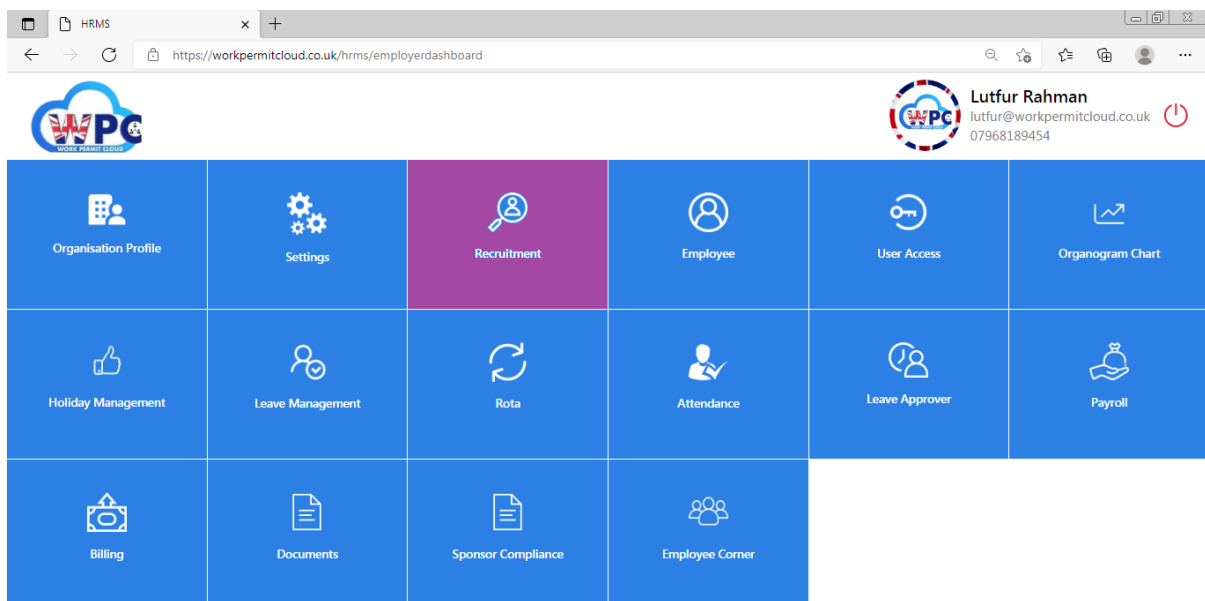 HRMS
https://workpermitcloud.co.uk/hrms/employerdashboard
WPC
WORK PERMIT CLOUD
WPC
Lutfur Rahman
lutfur@workpermitcloud.co.uk
07968189454
Organisation Profile
Settings
Recruitment
Employee
User Access
Organogram Chart
Holiday Management
Leave Management
Rota
Attendance
Leave Approver
Payroll
Billing
Documents
Sponsor Compliance
Employee Corner